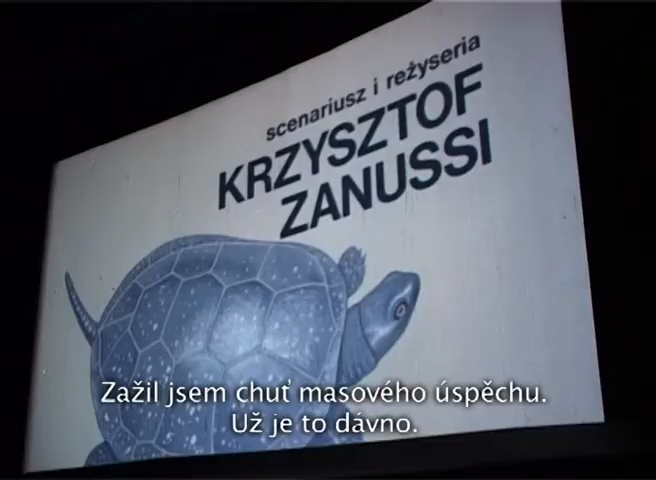 scenariusz i reżyseria
KRZYSZTOF
ZANUSSI
Zažil jsem chuť masového úspěchu.
Už je to dávno.